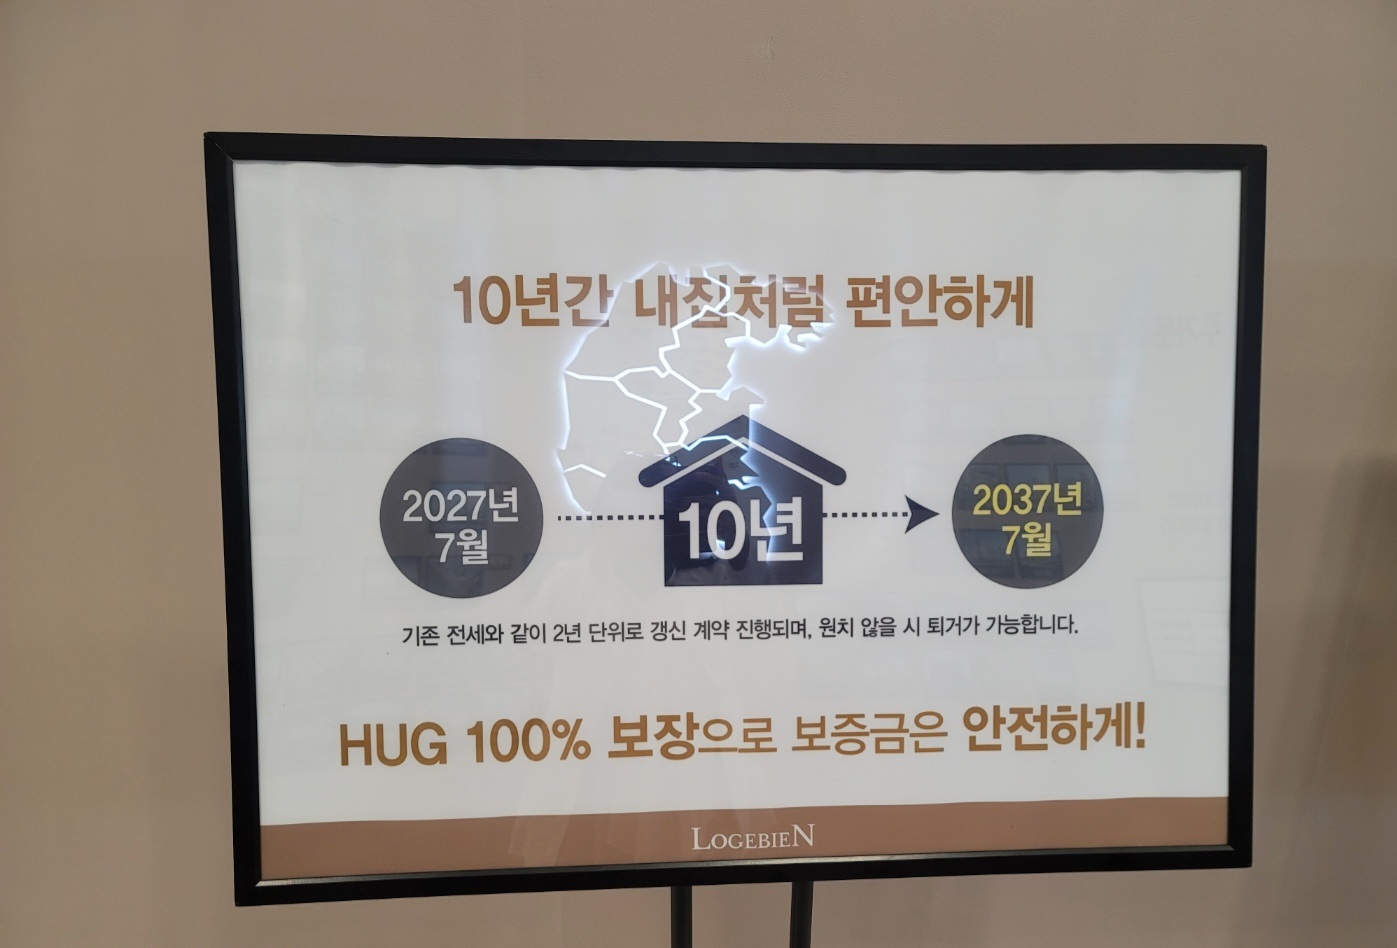 10년간 내집처럼 편안하게
2027년
7월
10년
2037년
7월
기존 전세와 같이 2년 단위로 갱신 계약 진행되며, 원치 않을 시 퇴거가 가능합니다.
HUG 100% 보장으로 보증금은 안전하게!
LOGEBIEN